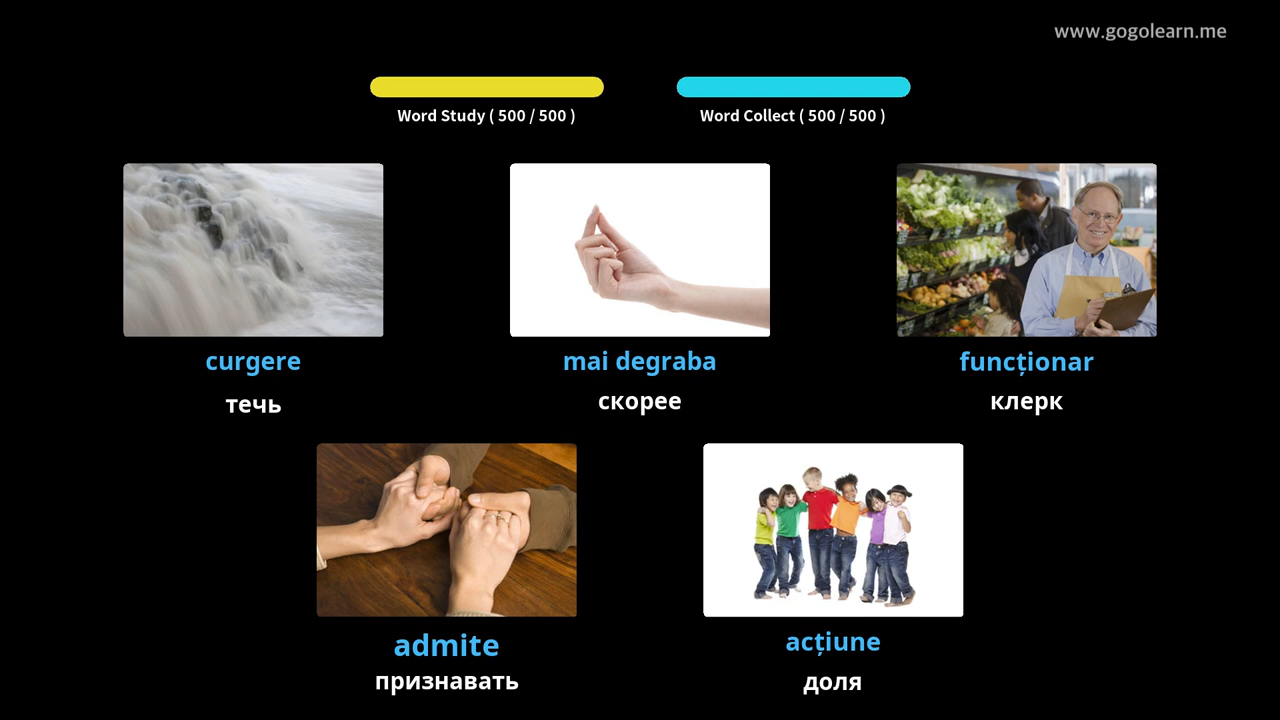 www.gogolearn.me
Word Study ( 500 / 500 )
Word Collect ( 500 / 500 )
curgere
mai degraba
funcționar
течь
скорее
клерк
admite
acțiune
признавать
доля